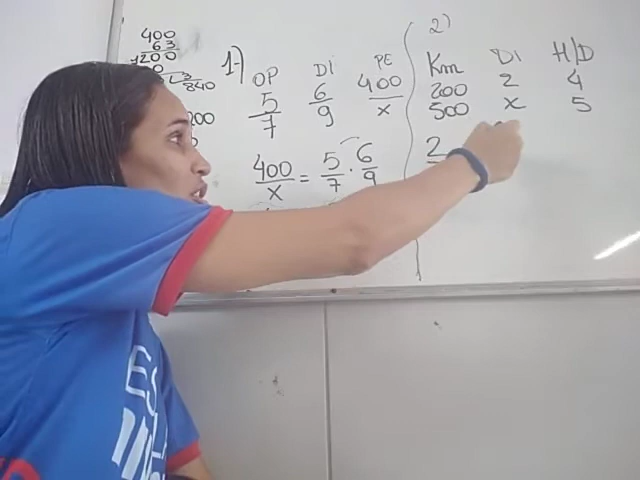 400
63
1200
840
200
1-)
OP DI PE
5/7 6/9 400/x
400/x = 5/7 . 6/9
2)
Km DI H/D
200 2 4
500 x 5
2